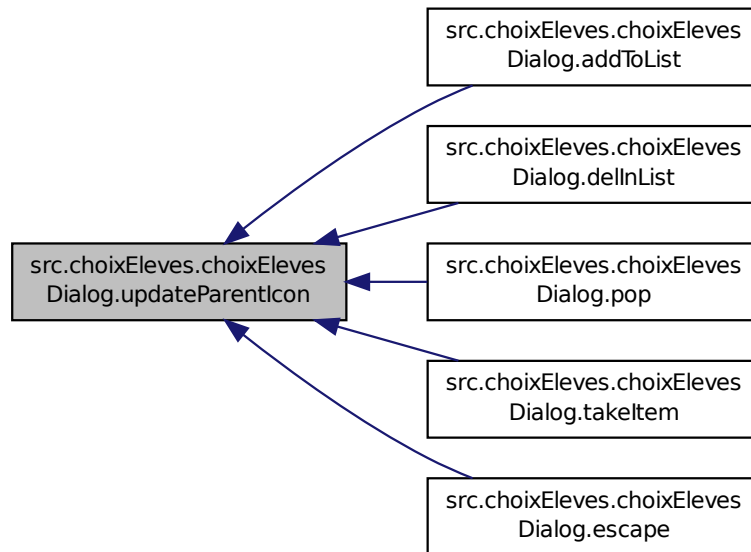 src.choixEleves.choixEleves
Dialog.addToList
src.choixEleves.choixEleves
Dialog.delInList
src.choixEleves.choixEleves
Dialog.updateParentIcon
src.choixEleves.choixEleves
Dialog.pop
src.choixEleves.choixEleves
Dialog.takeItem
src.choixEleves.choixEleves
Dialog.escape